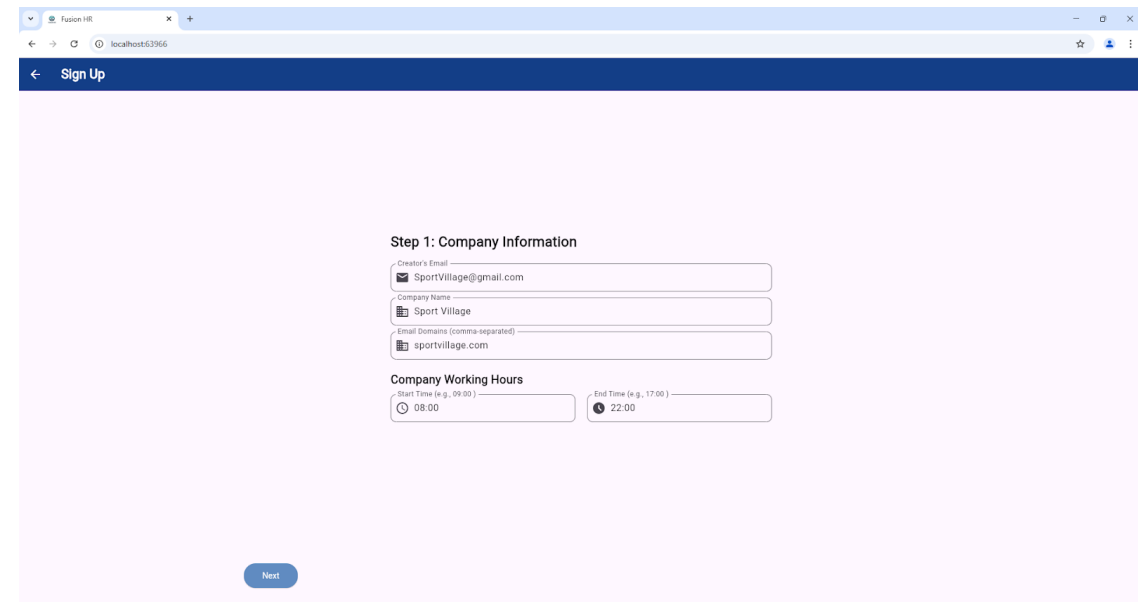 Fusion HR
localhost:63966
Sign Up
Step 1: Company Information
Creator's Email
SportVillage@gmail.com
Company Name
Sport Village
Email Domains (comma-separated)
sportvillage.com
Company Working Hours
Start Time (e.g., 09:00 ) End Time (e.g., 17:00 )
08:00 22:00
Next